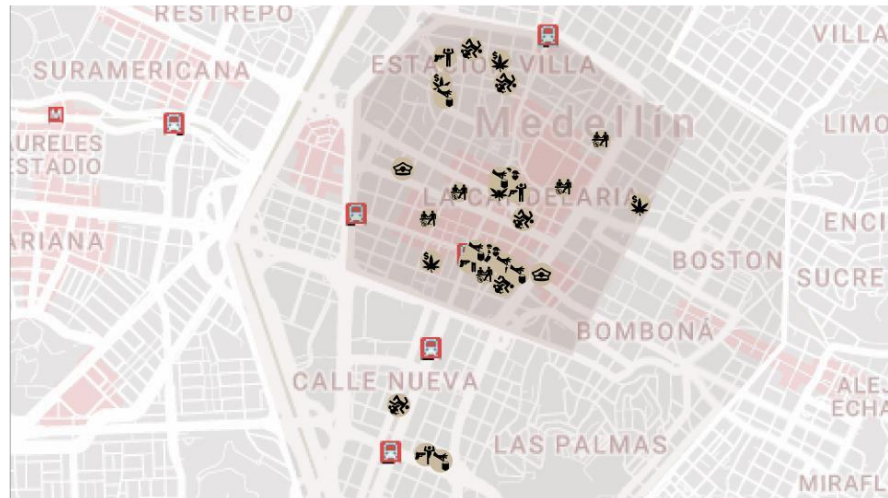 RESTREPO
VILLA
SURAMERICANA
ESTACIÓN VILLA
Medellín
M
LIMO
AURELES
ESTADIO
LA CANDELARIA
ARIANA
ENCI
BOSTON
SUCRE
BOMBONÁ
CALLE NUEVA
ALEJ
ECHA
LAS PALMAS
MIRAFL